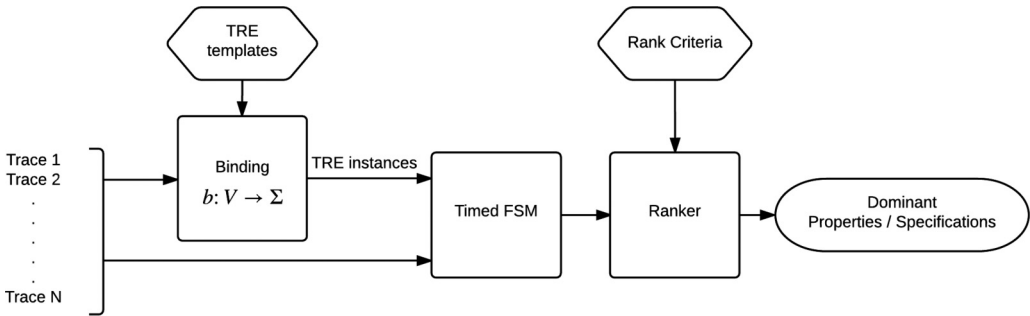 TRE
templates
Rank Criteria
Trace 1
Trace 2
.
.
.
.
.
Trace N
Binding
b: V → Σ
TRE instances
Timed FSM
Ranker
Dominant
Properties / Specifications